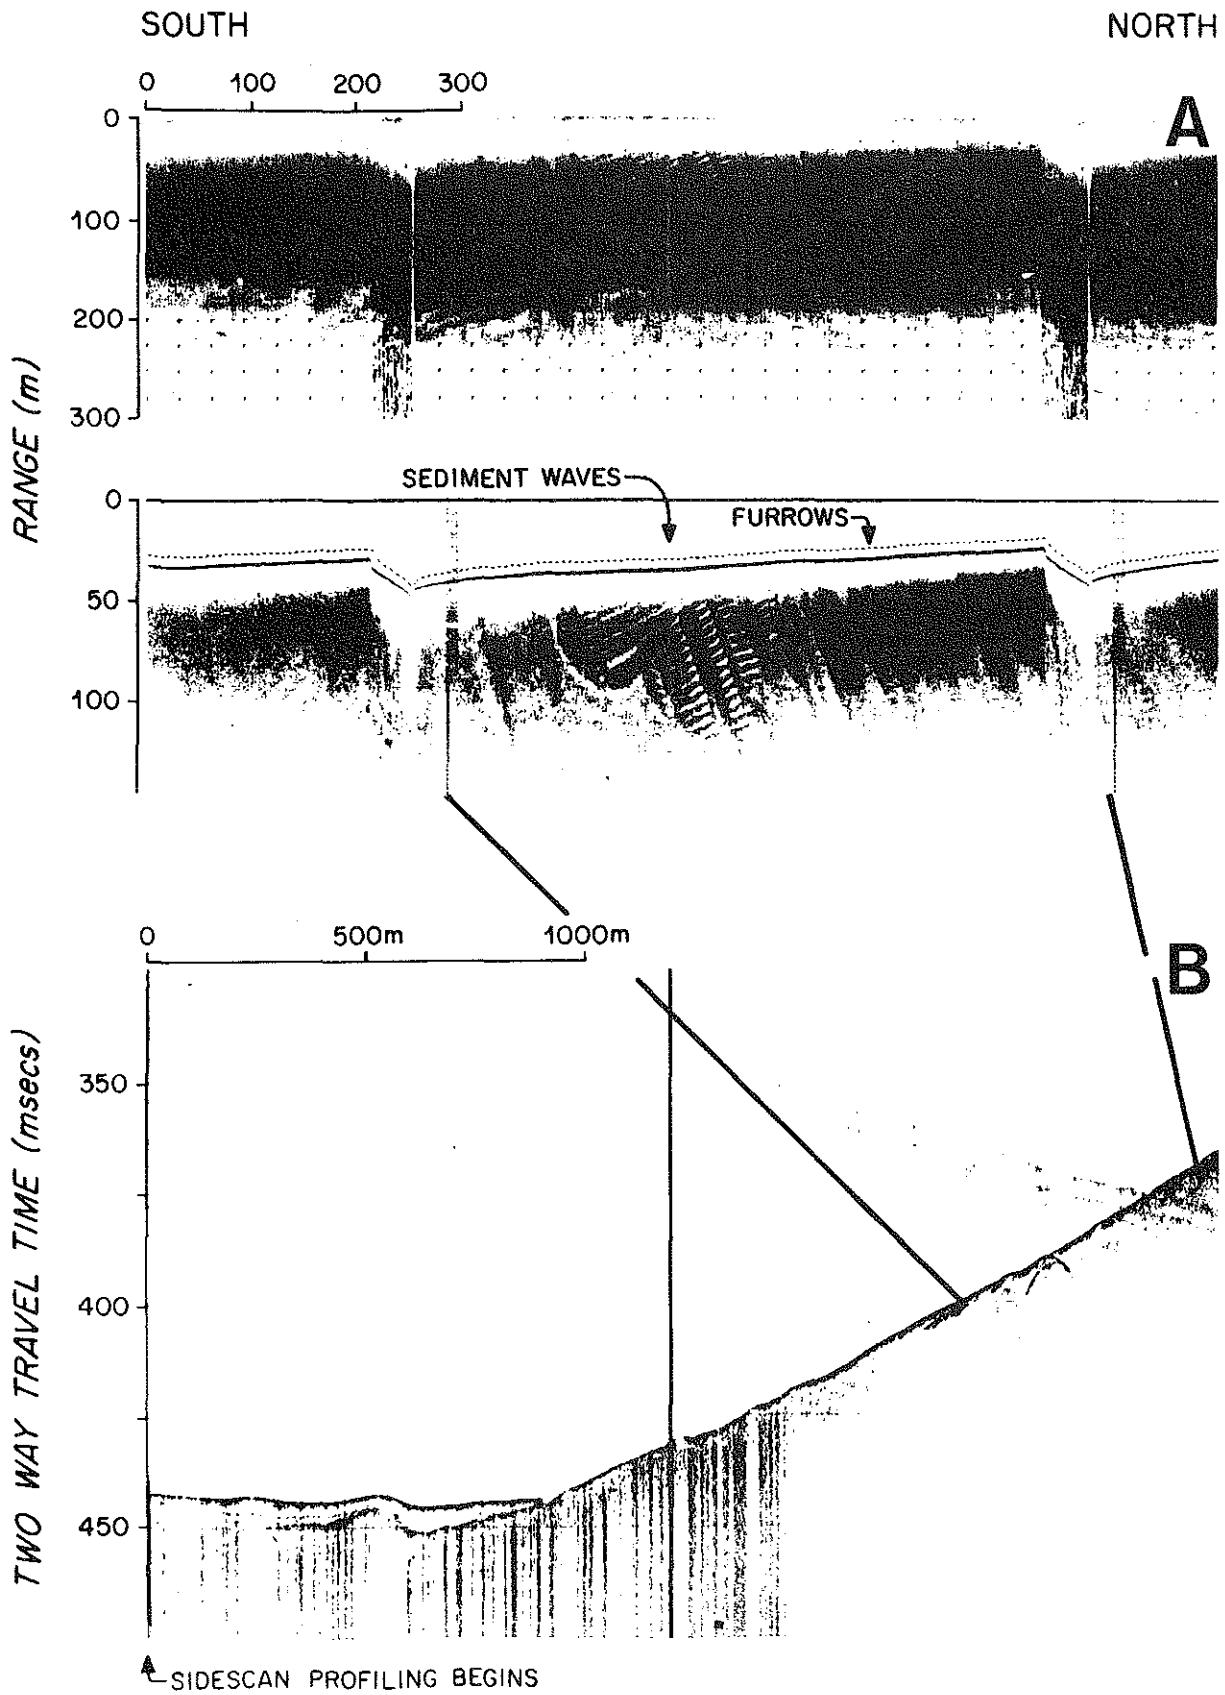 SOUTH
NORTH
0 100 200 300
A
0
100
200
300
RANGE (m)
SEDIMENT WAVES
FURROWS
0
50
100
0 500m 1000m
B
TWO WAY TRAVEL TIME (msecs)
350
400
450
SIDESCAN PROFILING BEGINS